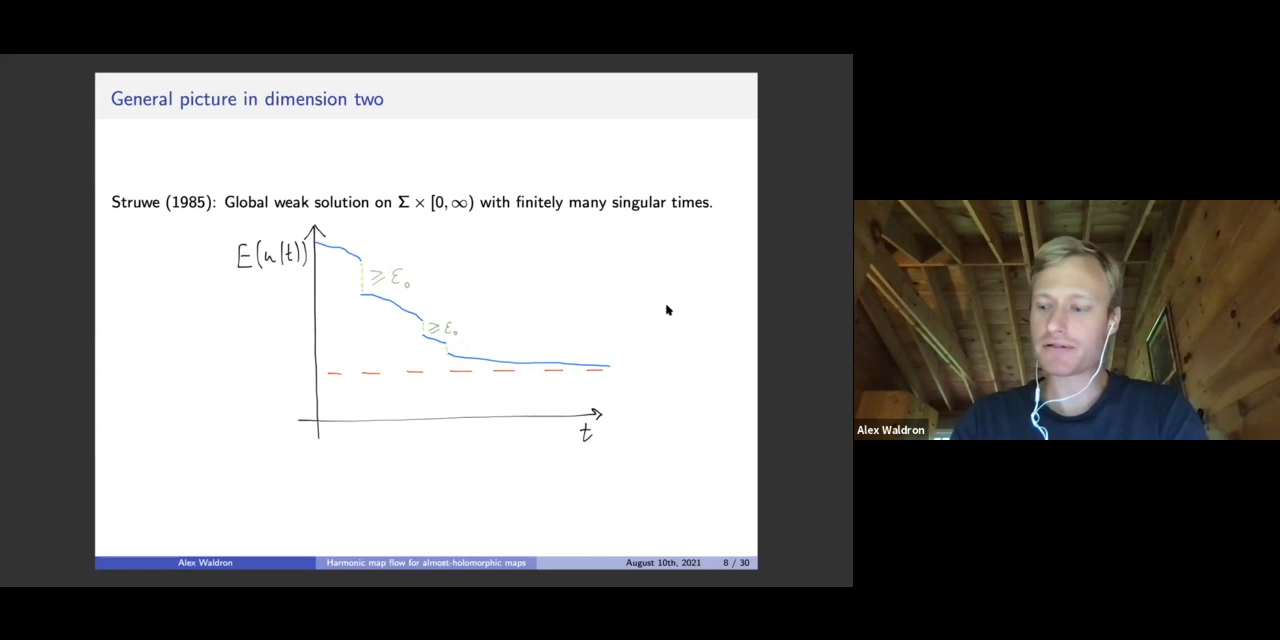 General picture in dimension two
Struwe (1985): Global weak solution on Σ × [0, ∞) with finitely many singular times.
E(u(t))
⩾ ε₀
⩾ ε₀
t
Alex Waldron
Harmonic map flow for almost-holomorphic maps
August 10th, 2021
8 / 30
Alex Waldron